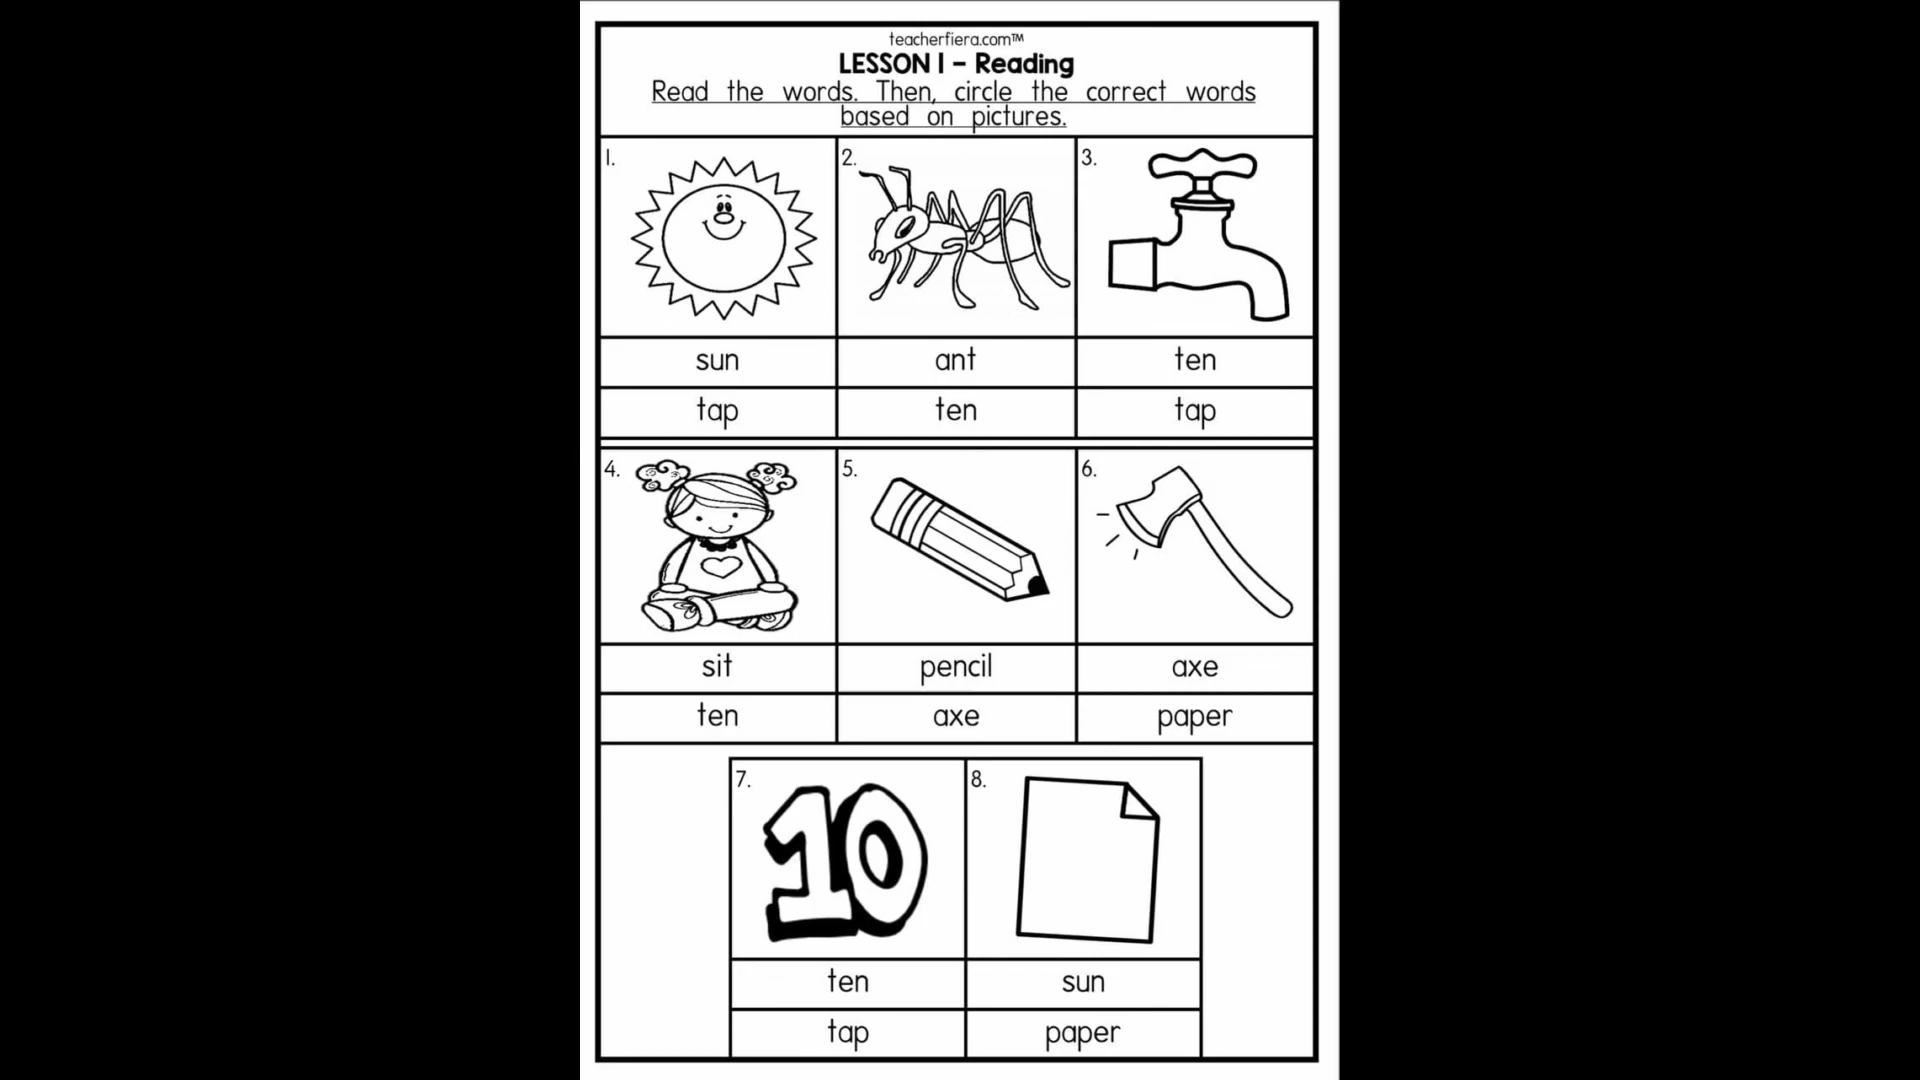 teacherfiera.com™
LESSON 1 – Reading
Read the words. Then, circle the correct words
based on pictures.
1.
2.
3.
sun
ant
ten
tap
ten
tap
4.
5.
6.
sit
pencil
axe
ten
axe
paper
7.
10
8.
ten
sun
tap
paper